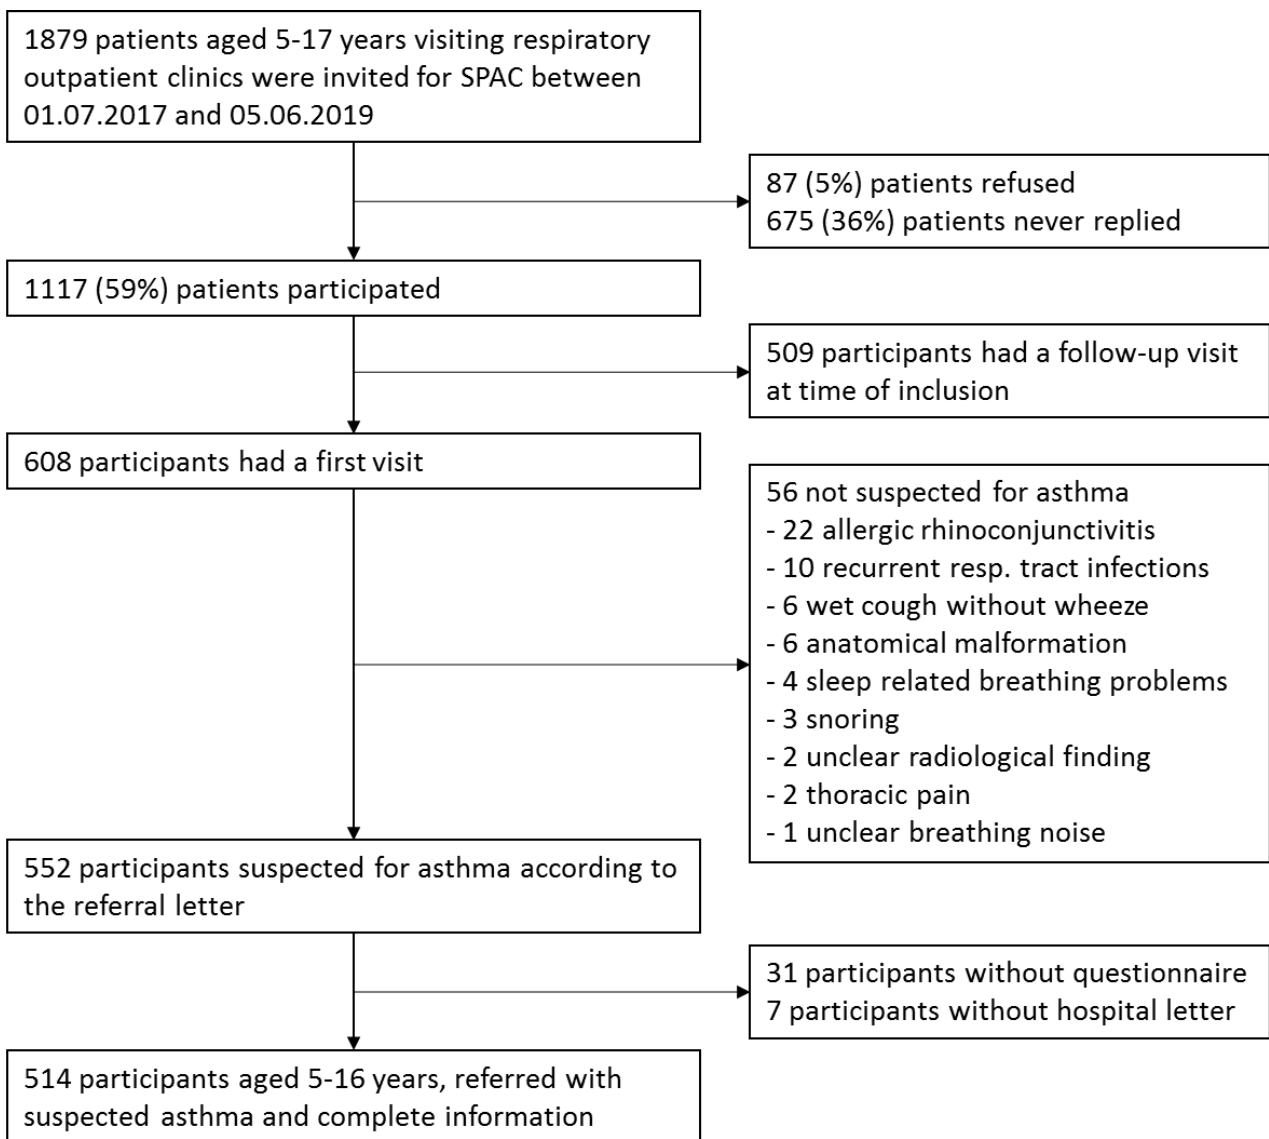 1879 patients aged 5-17 years visiting respiratory
outpatient clinics were invited for SPAC between
01.07.2017 and 05.06.2019
87 (5%) patients refused
675 (36%) patients never replied
1117 (59%) patients participated
509 participants had a follow-up visit
at time of inclusion
608 participants had a first visit
56 not suspected for asthma
- 22 allergic rhinoconjunctivitis
- 10 recurrent resp. tract infections
- 6 wet cough without wheeze
- 6 anatomical malformation
- 4 sleep related breathing problems
- 3 snoring
- 2 unclear radiological finding
- 2 thoracic pain
- 1 unclear breathing noise
552 participants suspected for asthma according to
the referral letter
31 participants without questionnaire
7 participants without hospital letter
514 participants aged 5-16 years, referred with
suspected asthma and complete information